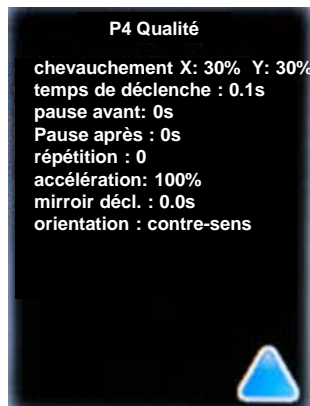 P4 Qualité
chevauchement X: 30% Y: 30%
temps de déclenche : 0.1s
pause avant: 0s
Pause après : 0s
répétition : 0
accélération: 100%
mirroir décl. : 0.0s
orientation : contre-sens